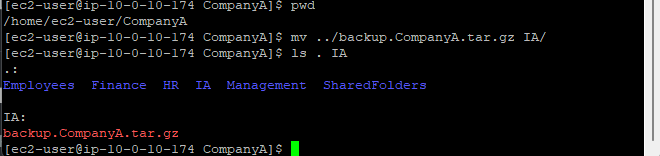 [ec2-user@ip-10-0-10-174 CompanyA]$ pwd
/home/ec2-user/CompanyA
[ec2-user@ip-10-0-10-174 CompanyA]$ mv ../backup.CompanyA.tar.gz IA/
[ec2-user@ip-10-0-10-174 CompanyA]$ ls . IA
.:
Employees  Finance  HR  IA  Management  SharedFolders

IA:
backup.CompanyA.tar.gz
[ec2-user@ip-10-0-10-174 CompanyA]$